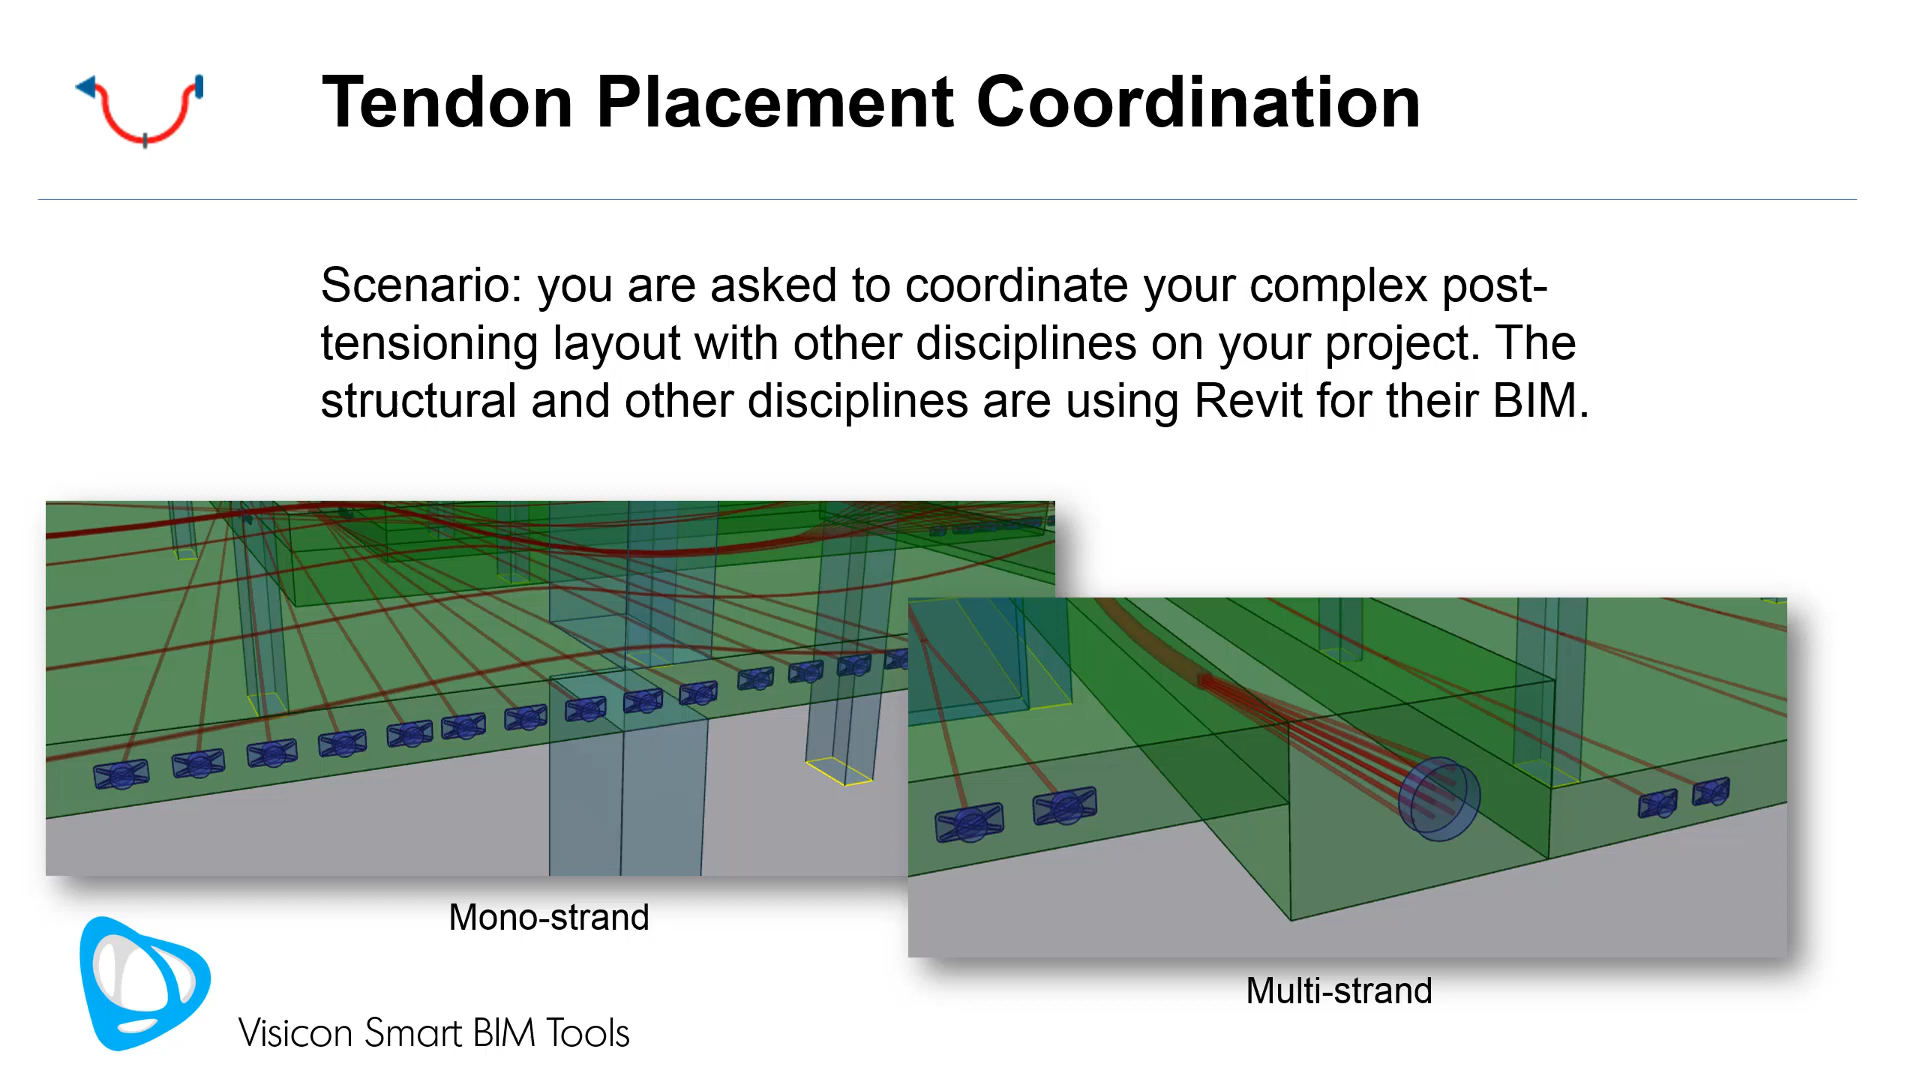 Tendon Placement Coordination
Scenario: you are asked to coordinate your complex post-
tensioning layout with other disciplines on your project. The
structural and other disciplines are using Revit for their BIM.
Mono-strand
Multi-strand
Visicon Smart BIM Tools